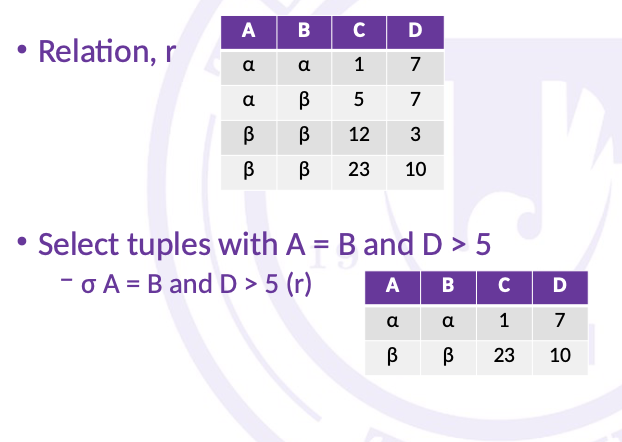 • Relation, r
A B C D
α α 1 7
α β 5 7
β β 12 3
β β 23 10
• Select tuples with A = B and D > 5
– σ A = B and D > 5 (r)
A B C D
α α 1 7
β β 23 10